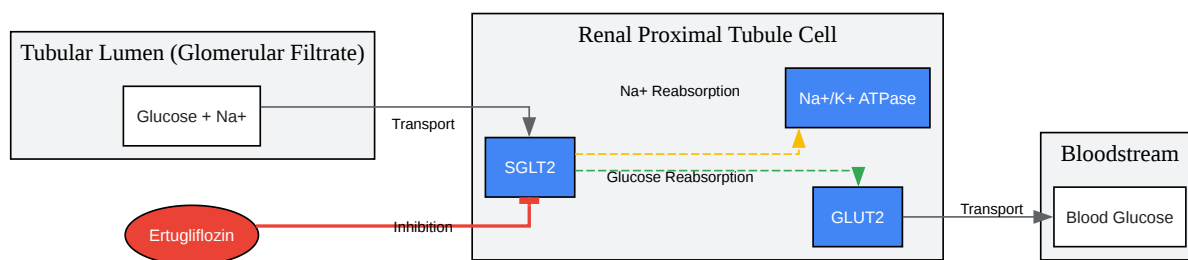 Tubular Lumen (Glomerular Filtrate)
Glucose + Na+
Transport
Renal Proximal Tubule Cell
Na+ Reabsorption
Na+/K+ ATPase
SGLT2
Glucose Reabsorption
GLUT2
Ertugliflozin
Inhibition
Transport
Bloodstream
Blood Glucose